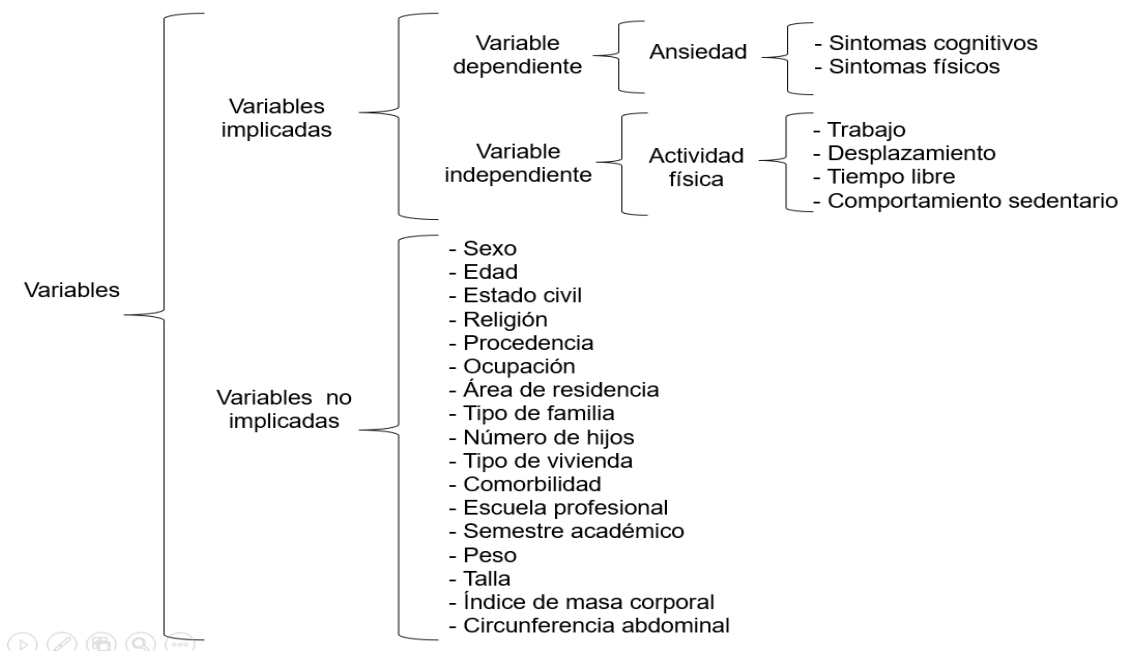 Variables
Variables
implicadas
Variable
dependiente
Ansiedad
- Sintomas cognitivos
- Sintomas físicos
Variable
independiente
Actividad
física
- Trabajo
- Desplazamiento
- Tiempo libre
- Comportamiento sedentario
Variables no
implicadas
- Sexo
- Edad
- Estado civil
- Religión
- Procedencia
- Ocupación
- Área de residencia
- Tipo de familia
- Número de hijos
- Tipo de vivienda
- Comorbilidad
- Escuela profesional
- Semestre académico
- Peso
- Talla
- Índice de masa corporal
- Circunferencia abdominal